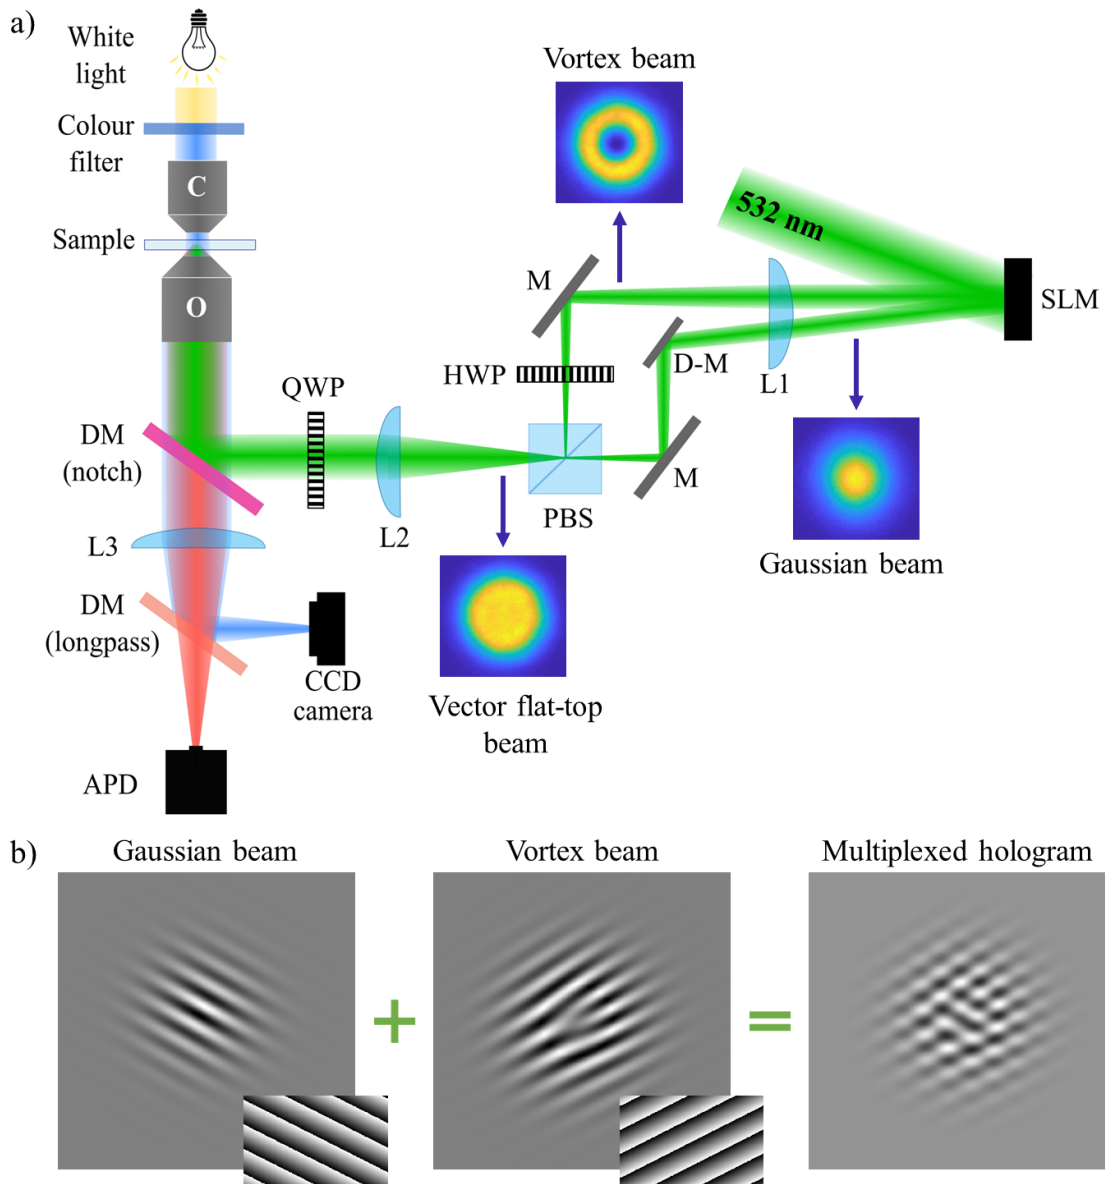 a)
White
light
Colour
filter
C
Sample
O
Vortex beam
532 nm
M
SLM
D-M
L1
HWP
QWP
DM
(notch)
M
PBS
L2
L3
Gaussian beam
DM
(longpass)
CCD
camera
Vector flat-top
beam
APD
b)
Gaussian beam
Vortex beam
Multiplexed hologram
+
=